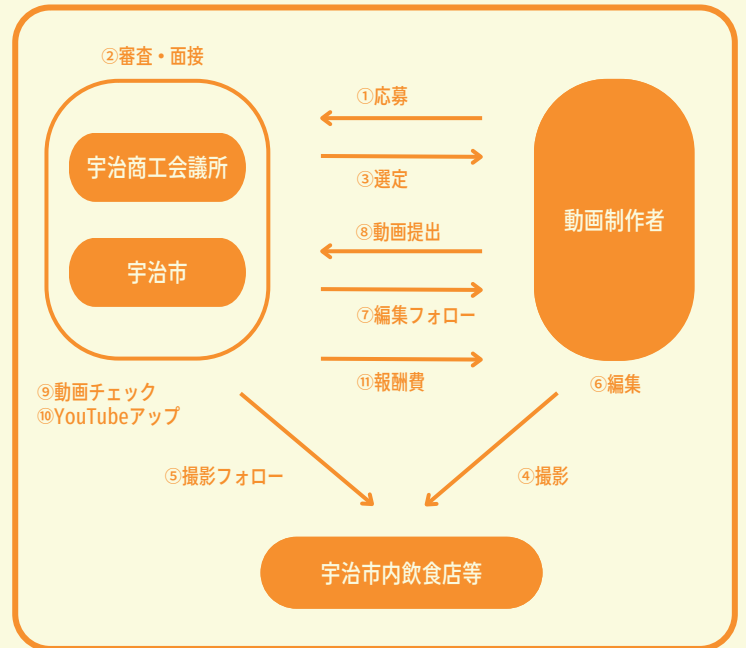 ②審査・面接
宇治商工会議所
宇治市
①応募
③選定
⑧動画提出
⑦編集フォロー
⑪報酬費
動画制作者
⑥編集
⑨動画チェック
⑩YouTubeアップ
⑤撮影フォロー
④撮影
宇治市内飲食店等